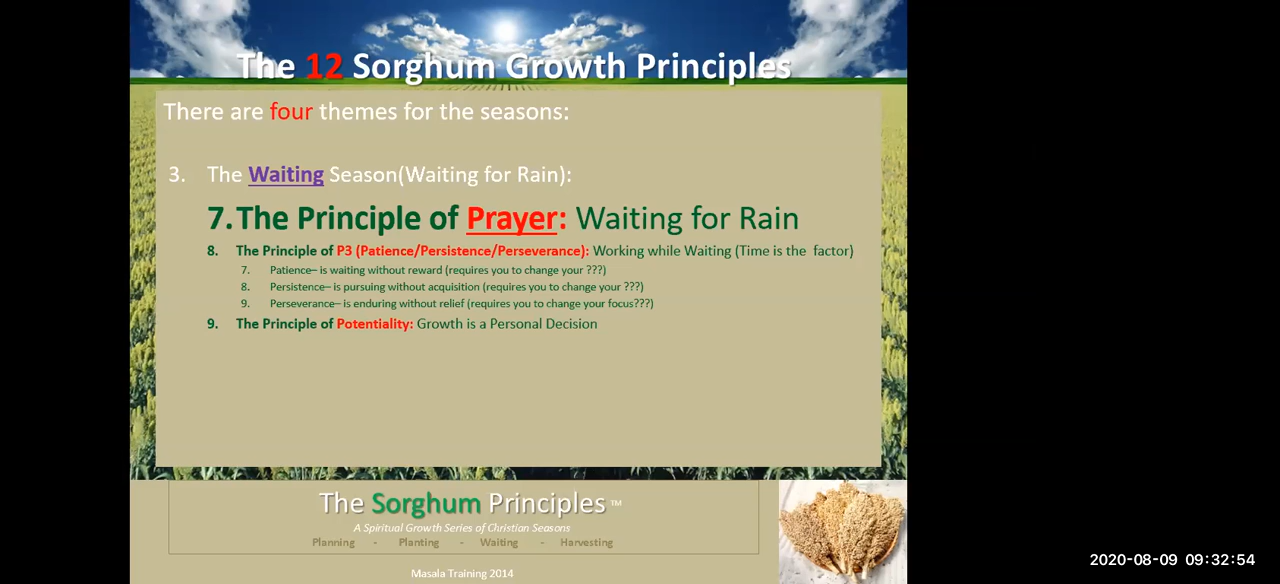 The 12 Sorghum Growth Principles
There are four themes for the seasons:
3. The Waiting Season(Waiting for Rain):
7. The Principle of Prayer: Waiting for Rain
8. The Principle of P3 (Patience/Persistence/Perseverance): Working while Waiting (Time is the factor)
7. Patience– is waiting without reward (requires you to change your ???)
8. Persistence– is pursuing without acquisition (requires you to change your ???)
9. Perseverance– is enduring without relief (requires you to change your focus???)
9. The Principle of Potentiality: Growth is a Personal Decision
The Sorghum Principles ™
A Spiritual Growth Series of Christian Seasons
Planning - Planting - Waiting - Harvesting
Masala Training 2014
2020-08-09 09:32:54